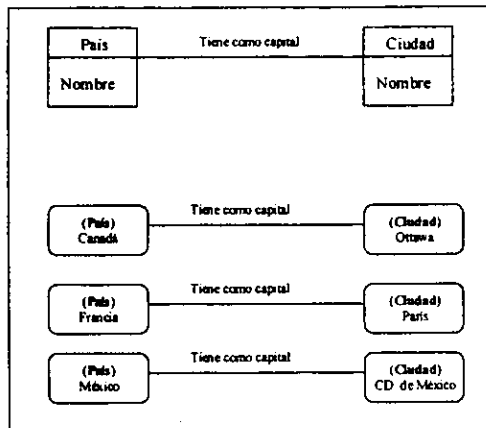 País Tiene como capital Ciudad
Nombre Nombre
Tiene como capital
(País) (Ciudad)
Canadá Ottawa
Tiene como capital
(País) (Ciudad)
Francia París
Tiene como capital
(País) (Ciudad)
México CD de México